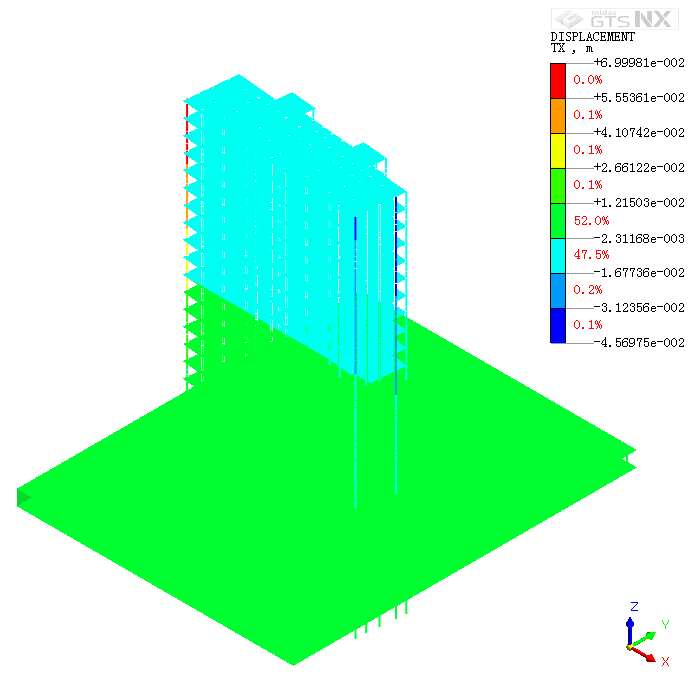 midas
GTS NX
DISPLACEMENT
TX , m
+6.99981e-002
0.0%
+5.55361e-002
0.1%
+4.10742e-002
0.1%
+2.66122e-002
0.1%
+1.21503e-002
52.0%
-2.31168e-003
47.5%
-1.67736e-002
0.2%
-3.12356e-002
0.1%
-4.56975e-002
Z
Y
X